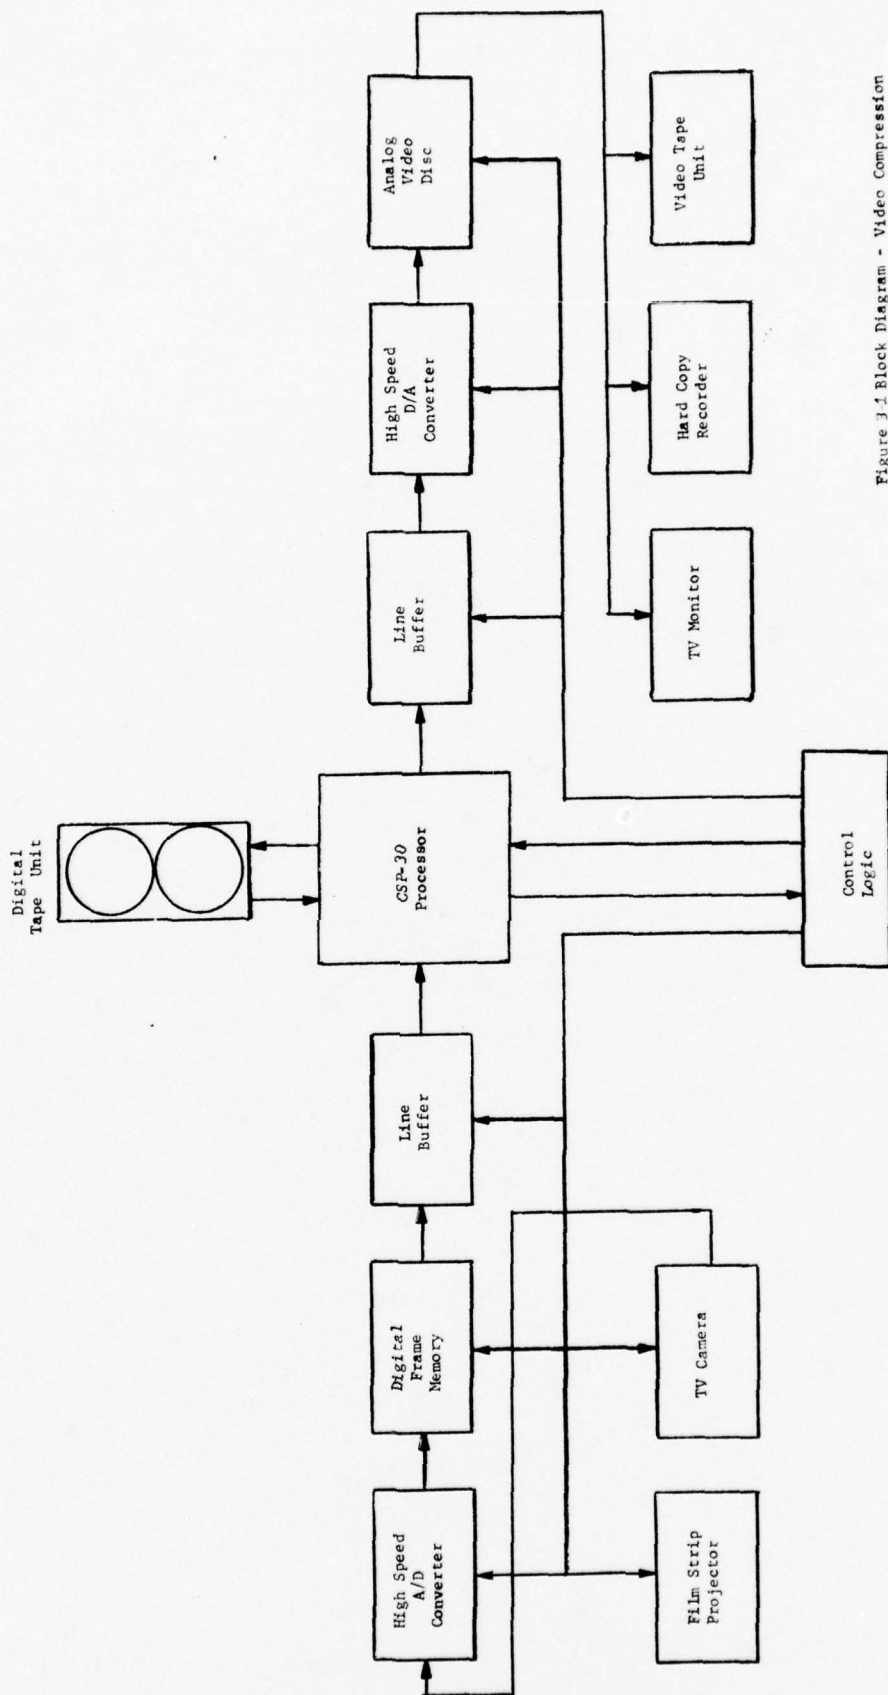 Digital
Tape Unit
High Speed
A/D
Converter
Digital
Frame
Memory
Line
Buffer
CSP-30
Processor
Line
Buffer
High Speed
D/A
Converter
Analog
Video
Disc
Film Strip
Projector
TV Camera
Control
Logic
TV Monitor
Hard Copy
Recorder
Video Tape
Unit
Figure 3-1 Block Diagram - Video Compression